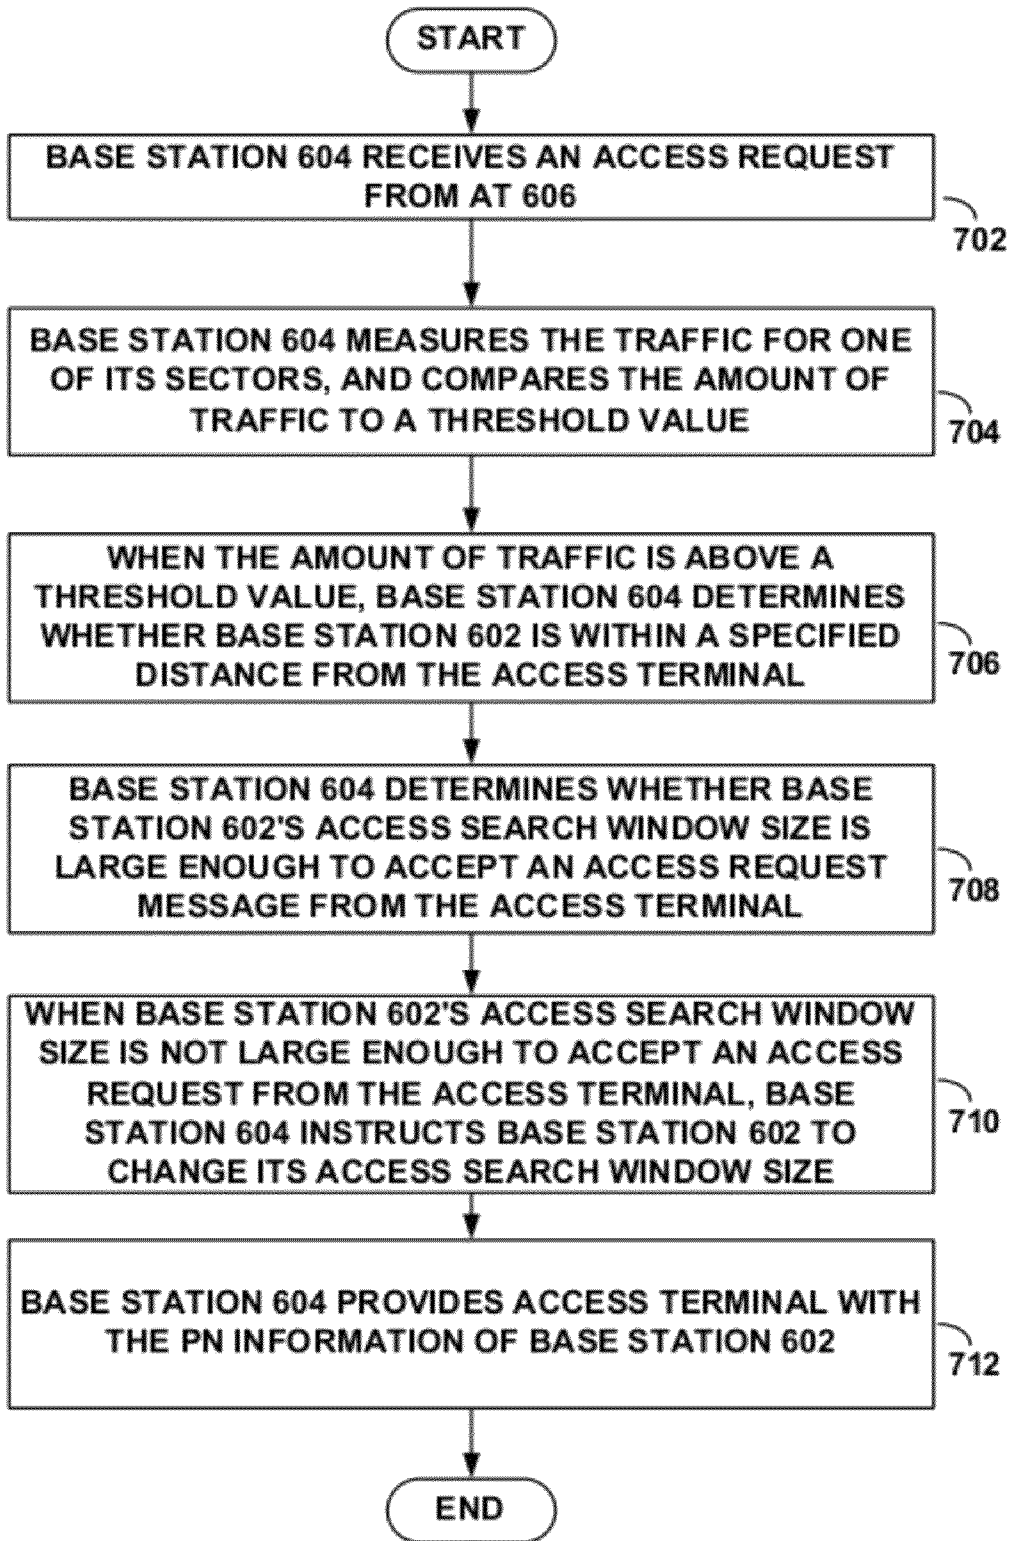 START
BASE STATION 604 RECEIVES AN ACCESS REQUEST
FROM AT 606
702
BASE STATION 604 MEASURES THE TRAFFIC FOR ONE
OF ITS SECTORS, AND COMPARES THE AMOUNT OF
TRAFFIC TO A THRESHOLD VALUE
704
WHEN THE AMOUNT OF TRAFFIC IS ABOVE A
THRESHOLD VALUE, BASE STATION 604 DETERMINES
WHETHER BASE STATION 602 IS WITHIN A SPECIFIED
DISTANCE FROM THE ACCESS TERMINAL
706
BASE STATION 604 DETERMINES WHETHER BASE
STATION 602'S ACCESS SEARCH WINDOW SIZE IS
LARGE ENOUGH TO ACCEPT AN ACCESS REQUEST
MESSAGE FROM THE ACCESS TERMINAL
708
WHEN BASE STATION 602'S ACCESS SEARCH WINDOW
SIZE IS NOT LARGE ENOUGH TO ACCEPT AN ACCESS
REQUEST FROM THE ACCESS TERMINAL, BASE
STATION 604 INSTRUCTS BASE STATION 602 TO
CHANGE ITS ACCESS SEARCH WINDOW SIZE
710
BASE STATION 604 PROVIDES ACCESS TERMINAL WITH
THE PN INFORMATION OF BASE STATION 602
712
END